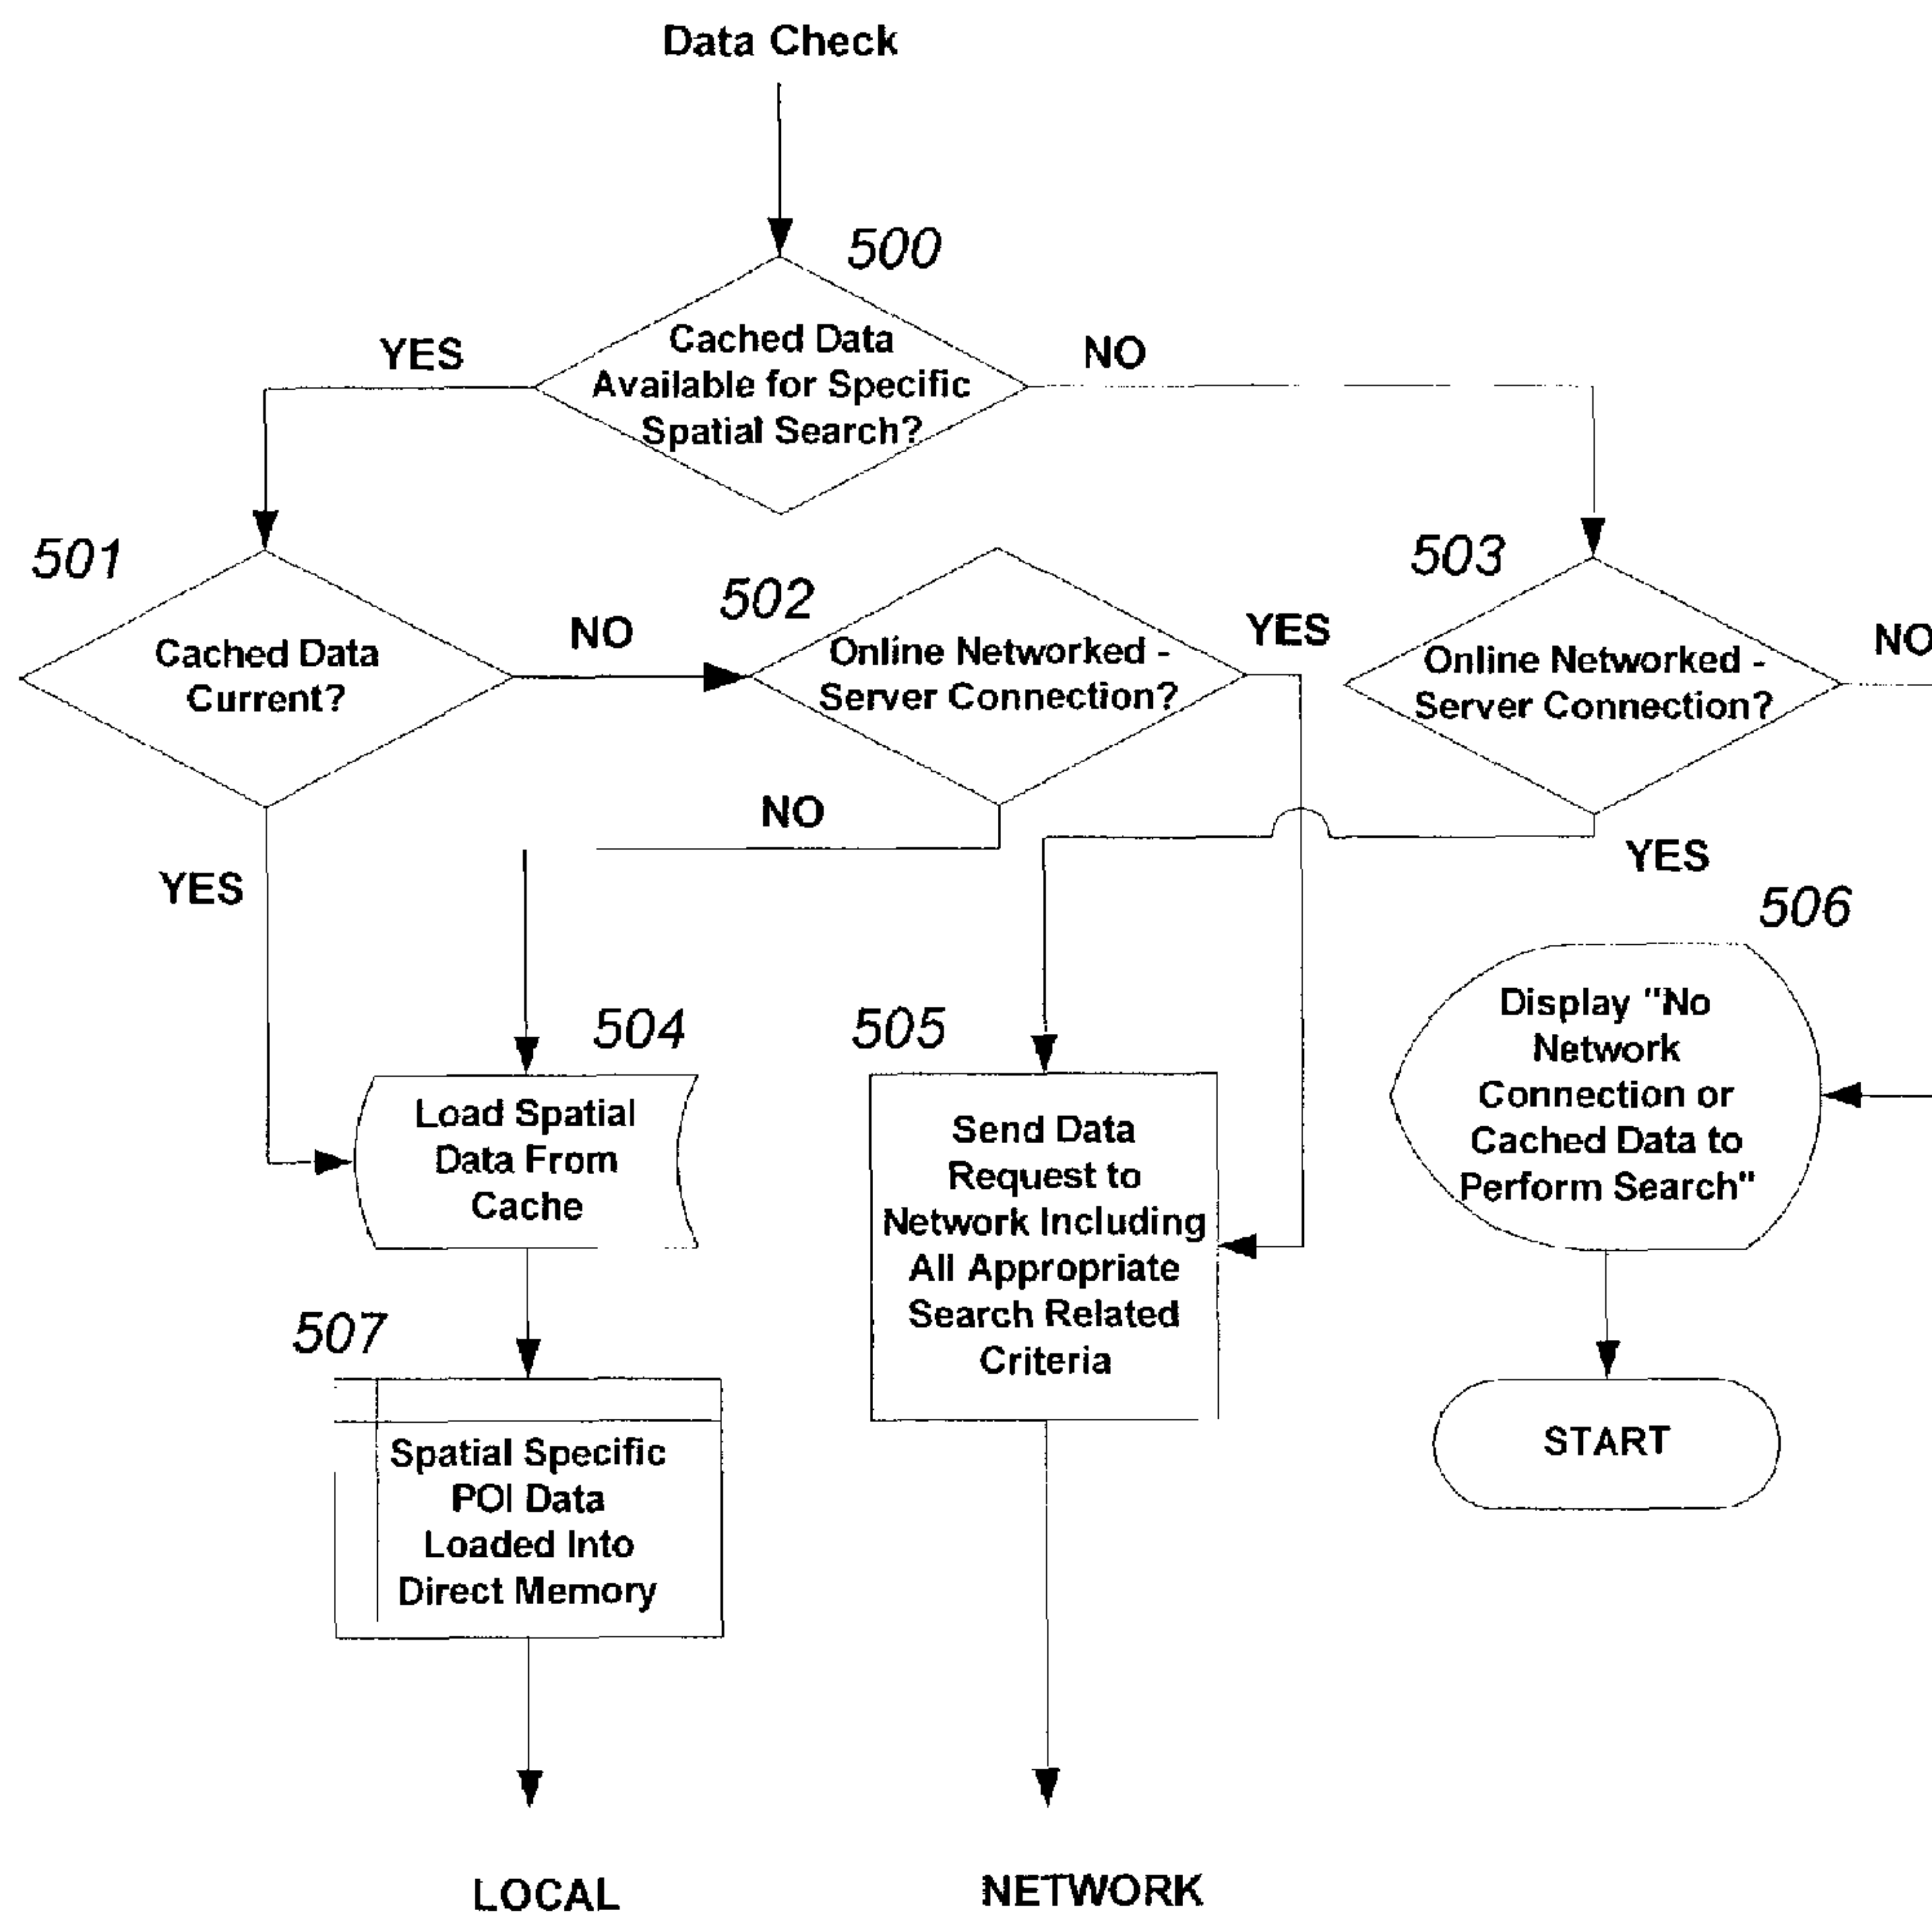 Data Check
500
Cached Data
Available for Specific
Spatial Search?
YES
NO
501
Cached Data
Current?
NO
502
Online Networked -
Server Connection?
YES
503
Online Networked -
Server Connection?
NO
YES
NO
YES
504
Load Spatial
Data From
Cache
505
Send Data
Request to
Network Including
All Appropriate
Search Related
Criteria
506
Display "No
Network
Connection or
Cached Data to
Perform Search"
507
Spatial Specific
POI Data
Loaded Into
Direct Memory
START
LOCAL
NETWORK